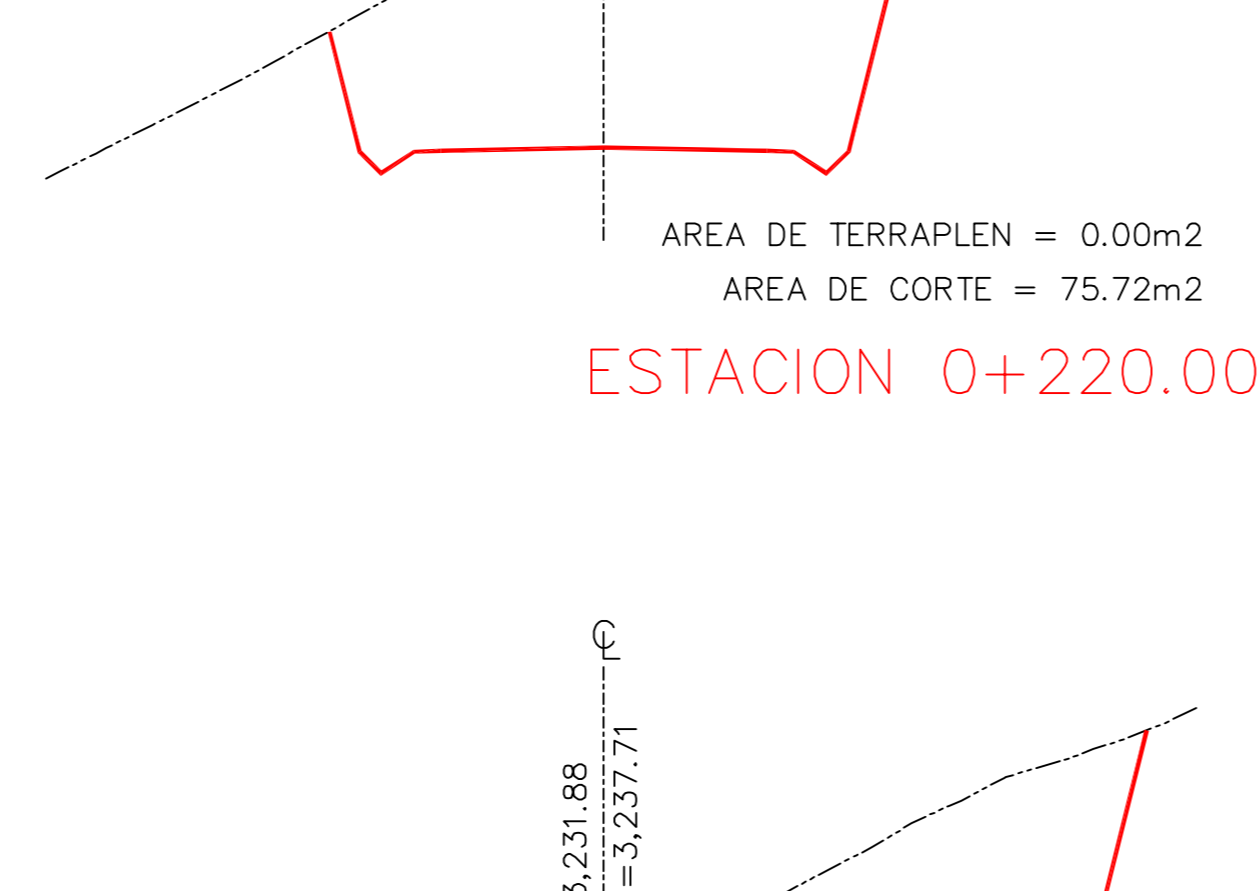 AREA DE TERRAPLEN = 0.00m2
AREA DE CORTE = 75.72m2
ESTACION 0+220.00
℄
3,231.88
=3,237.71